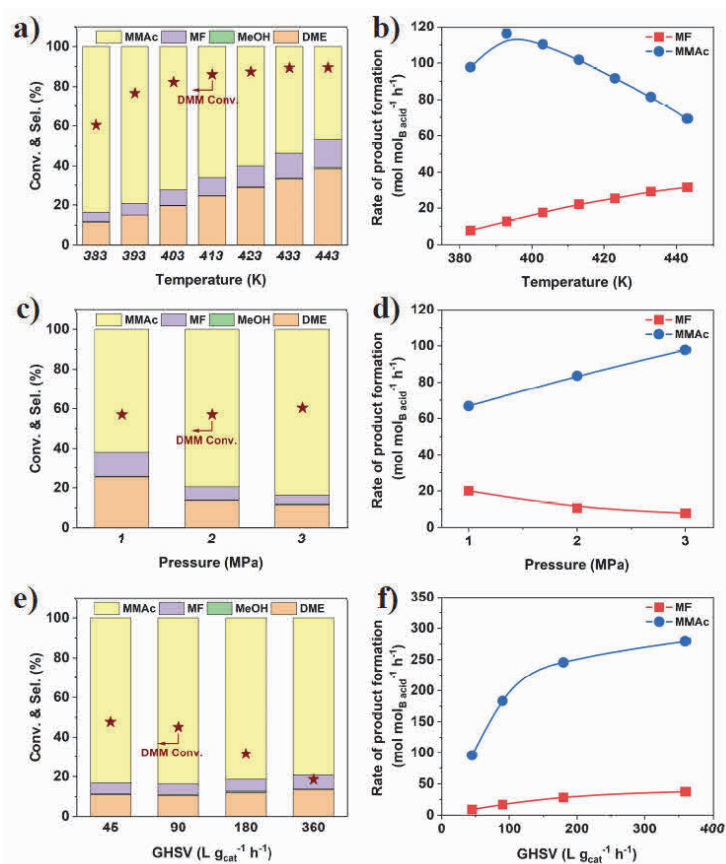 a)
MMAc MF MeOH DME
Conv. & Sel. (%)
100
80
60
40
20
0
DMM Conv.
383 393 403 413 423 433 443
Temperature (K)
b)
MF
MMAc
Rate of product formation
(mol mol_B acid^-1 h^-1)
120
100
80
60
40
20
0
380 400 420 440
Temperature (K)
c)
MMAc MF MeOH DME
Conv. & Sel. (%)
100
80
60
40
20
0
DMM Conv.
1 2 3
Pressure (MPa)
d)
MF
MMAc
Rate of product formation
(mol mol_B acid^-1 h^-1)
120
100
80
60
40
20
0
1 2 3
Pressure (MPa)
e)
MMAc MF MeOH DME
Conv. & Sel. (%)
100
80
60
40
20
0
DMM Conv.
45 90 180 360
GHSV (L g_cat^-1 h^-1)
f)
MF
MMAc
Rate of product formation
(mol mol_B acid^-1 h^-1)
350
300
250
200
150
100
50
0
0 100 200 300 400
GHSV (L g_cat^-1 h^-1)